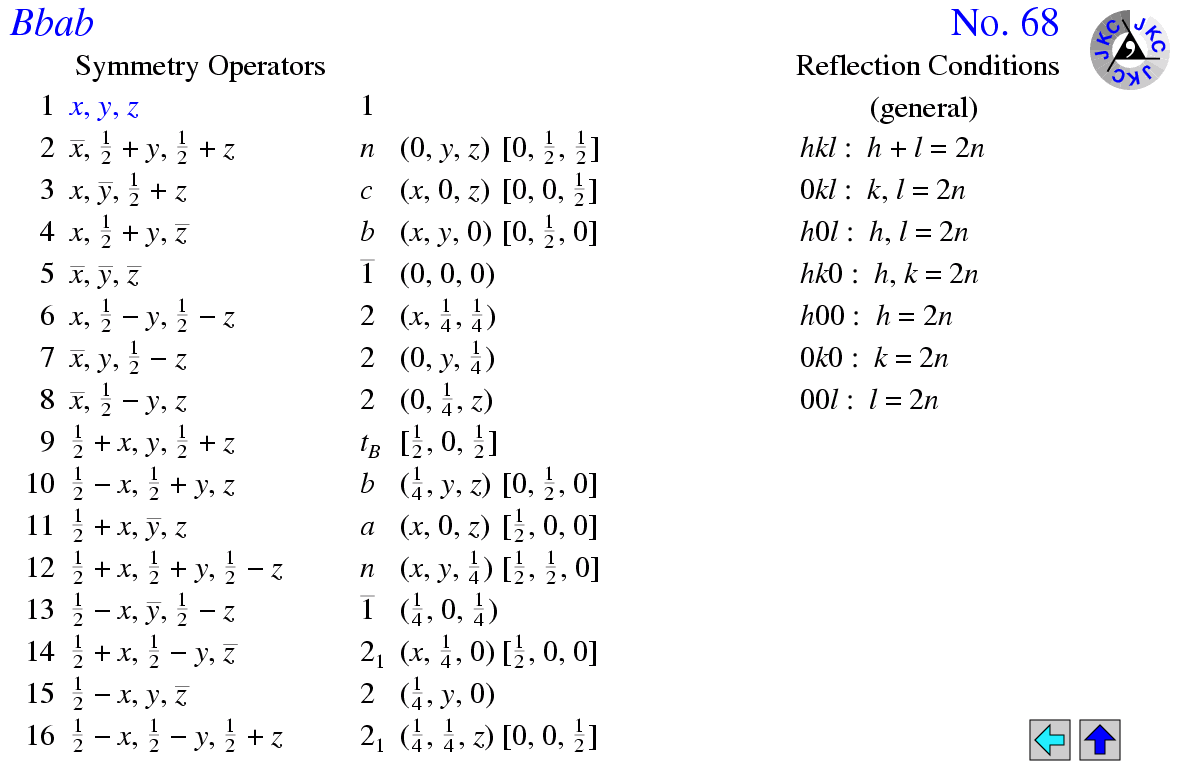 Bbab No. 68
JKC JKC JKC JKC
Symmetry Operators Reflection Conditions
1 x, y, z 1 (general)
2 x̅, 1/2 + y, 1/2 + z n (0, y, z) [0, 1/2, 1/2] hkl : h + l = 2n
3 x, y̅, 1/2 + z c (x, 0, z) [0, 0, 1/2] 0kl : k, l = 2n
4 x, 1/2 + y, z̅ b (x, y, 0) [0, 1/2, 0] h0l : h, l = 2n
5 x̅, y̅, z̅ 1̅ (0, 0, 0) hk0 : h, k = 2n
6 x, 1/2 − y, 1/2 − z 2 (x, 1/4, 1/4) h00 : h = 2n
7 x̅, y, 1/2 − z 2 (0, y, 1/4) 0k0 : k = 2n
8 x̅, 1/2 − y, z 2 (0, 1/4, z) 00l : l = 2n
9 1/2 + x, y, 1/2 + z t_B [1/2, 0, 1/2]
10 1/2 − x, 1/2 + y, z b (1/4, y, z) [0, 1/2, 0]
11 1/2 + x, y̅, z a (x, 0, z) [1/2, 0, 0]
12 1/2 + x, 1/2 + y, 1/2 − z n (x, y, 1/4) [1/2, 1/2, 0]
13 1/2 − x, y̅, 1/2 − z 1̅ (1/4, 0, 1/4)
14 1/2 + x, 1/2 − y, z̅ 2₁ (x, 1/4, 0) [1/2, 0, 0]
15 1/2 − x, y, z̅ 2 (1/4, y, 0)
16 1/2 − x, 1/2 − y, 1/2 + z 2₁ (1/4, 1/4, z) [0, 0, 1/2]